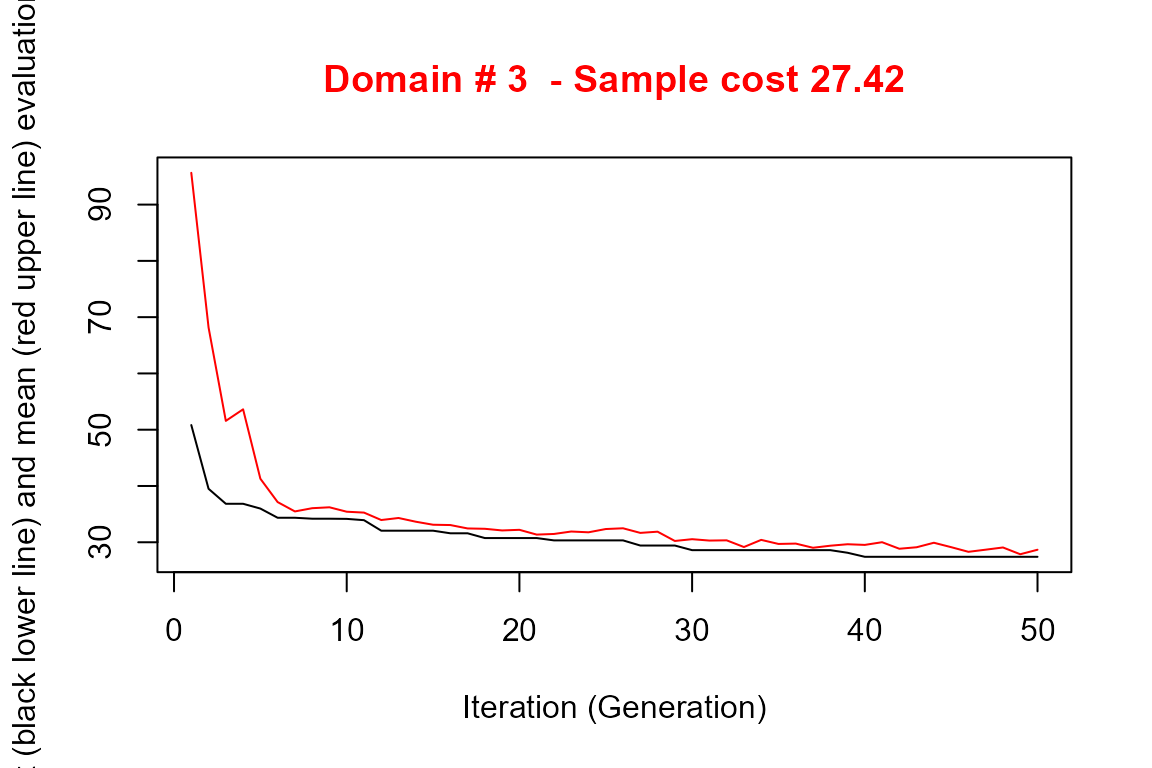 Domain # 3  - Sample cost 27.42
(black lower line) and mean (red upper line) evaluation
90
70
50
30
0 10 20 30 40 50
Iteration (Generation)